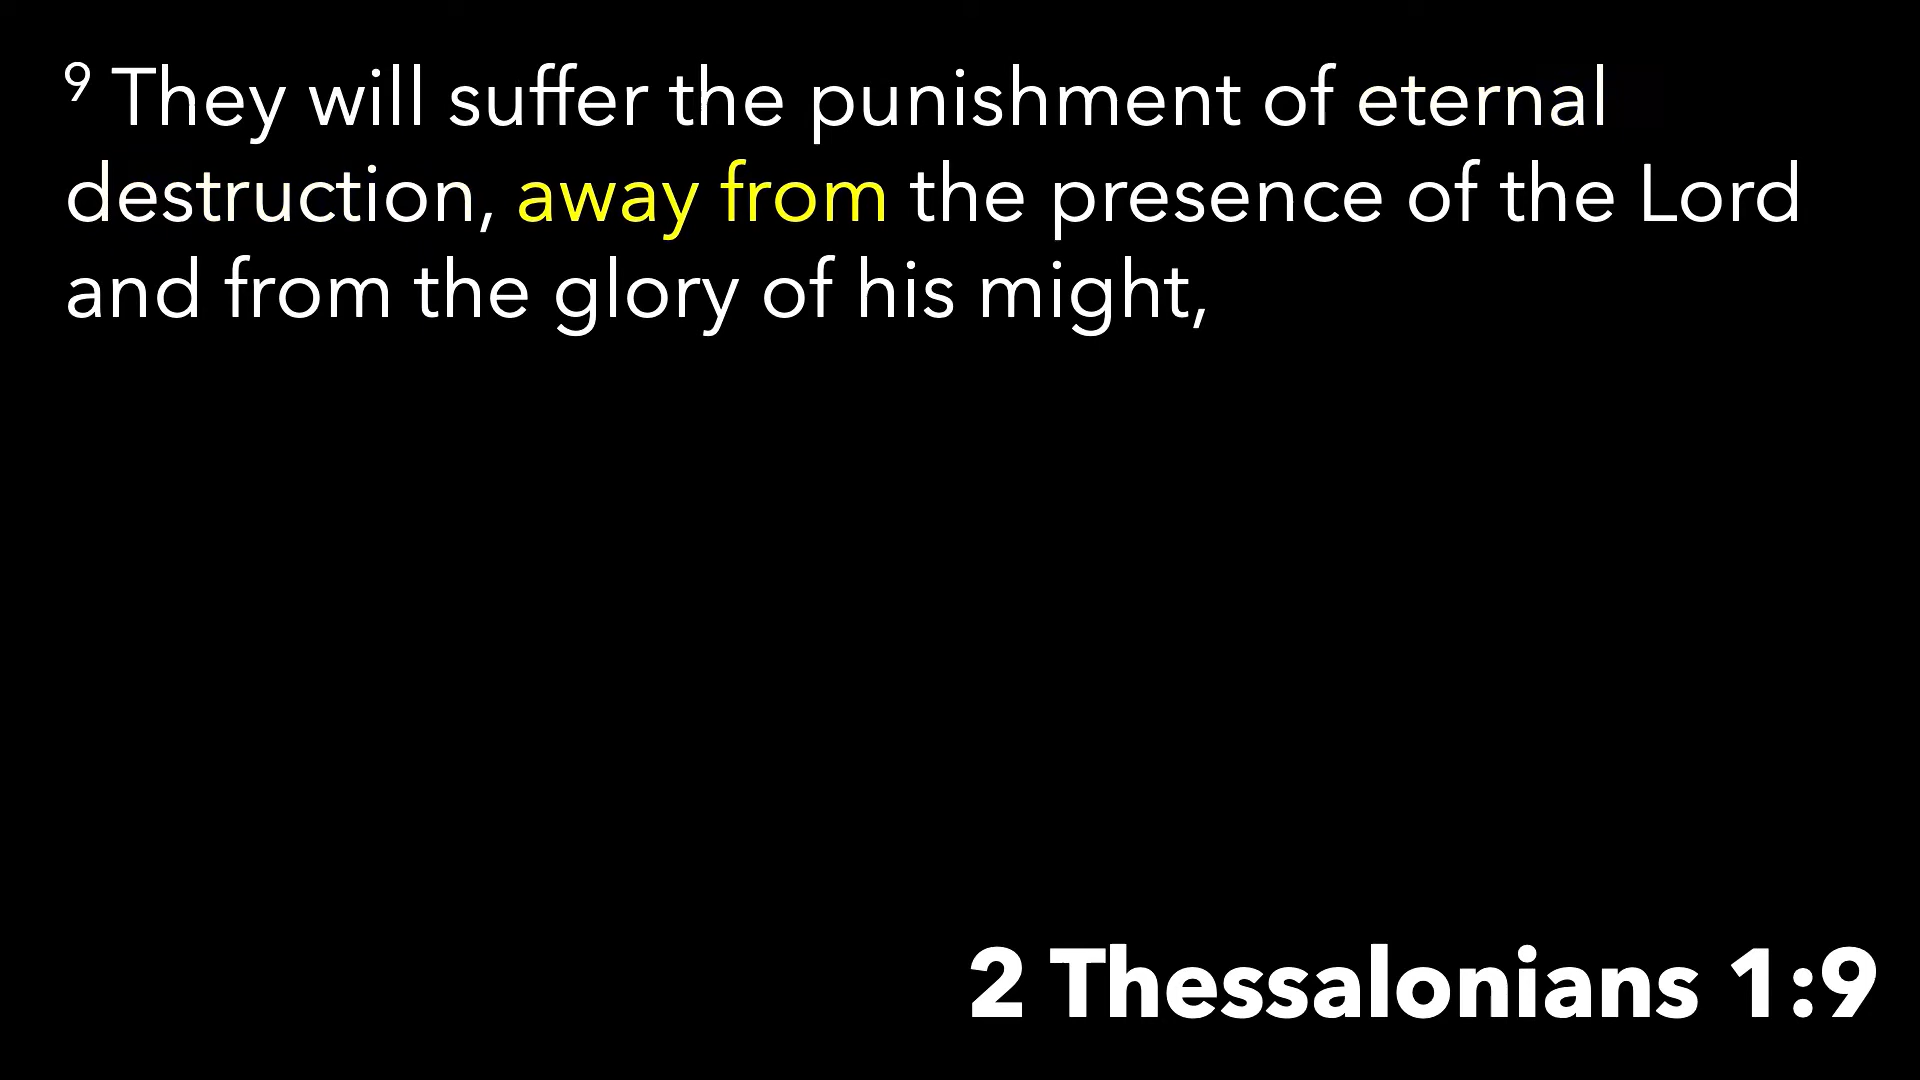 9 They will suffer the punishment of eternal
destruction, away from the presence of the Lord
and from the glory of his might,
2 Thessalonians 1:9